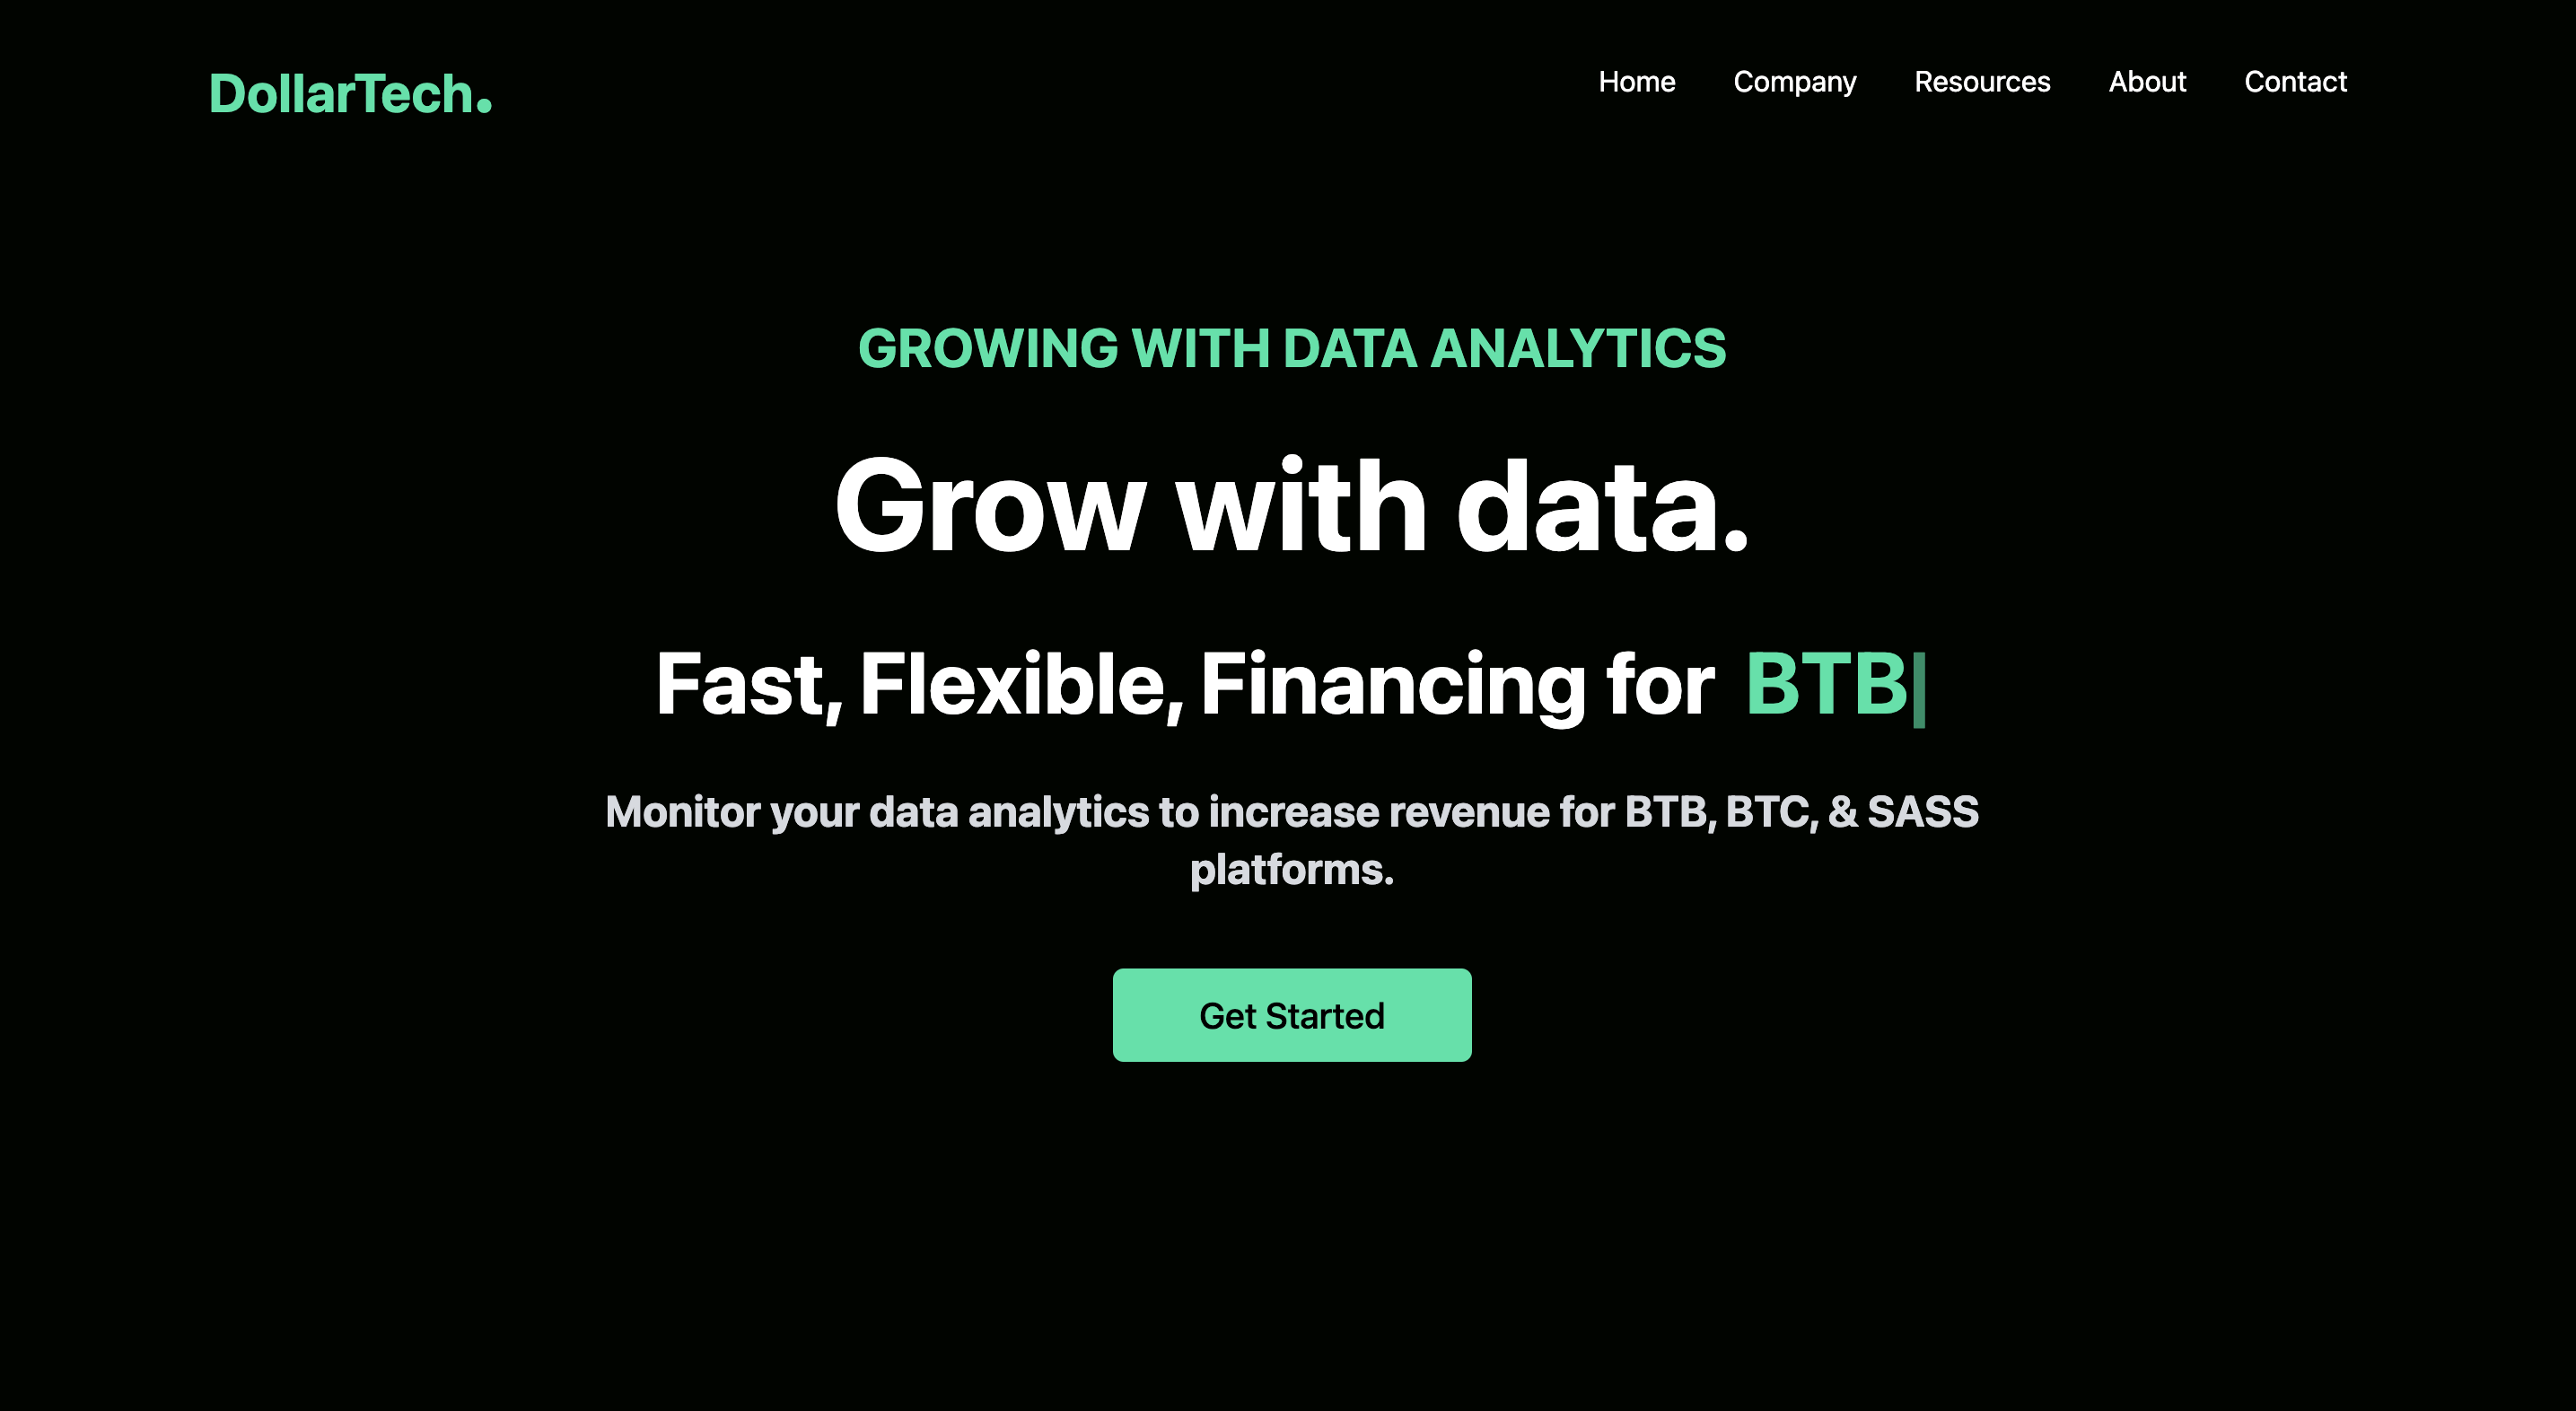 DollarTech.
Home Company Resources About Contact
GROWING WITH DATA ANALYTICS
Grow with data.
Fast, Flexible, Financing for BTB|
Monitor your data analytics to increase revenue for BTB, BTC, & SASS
platforms.
Get Started